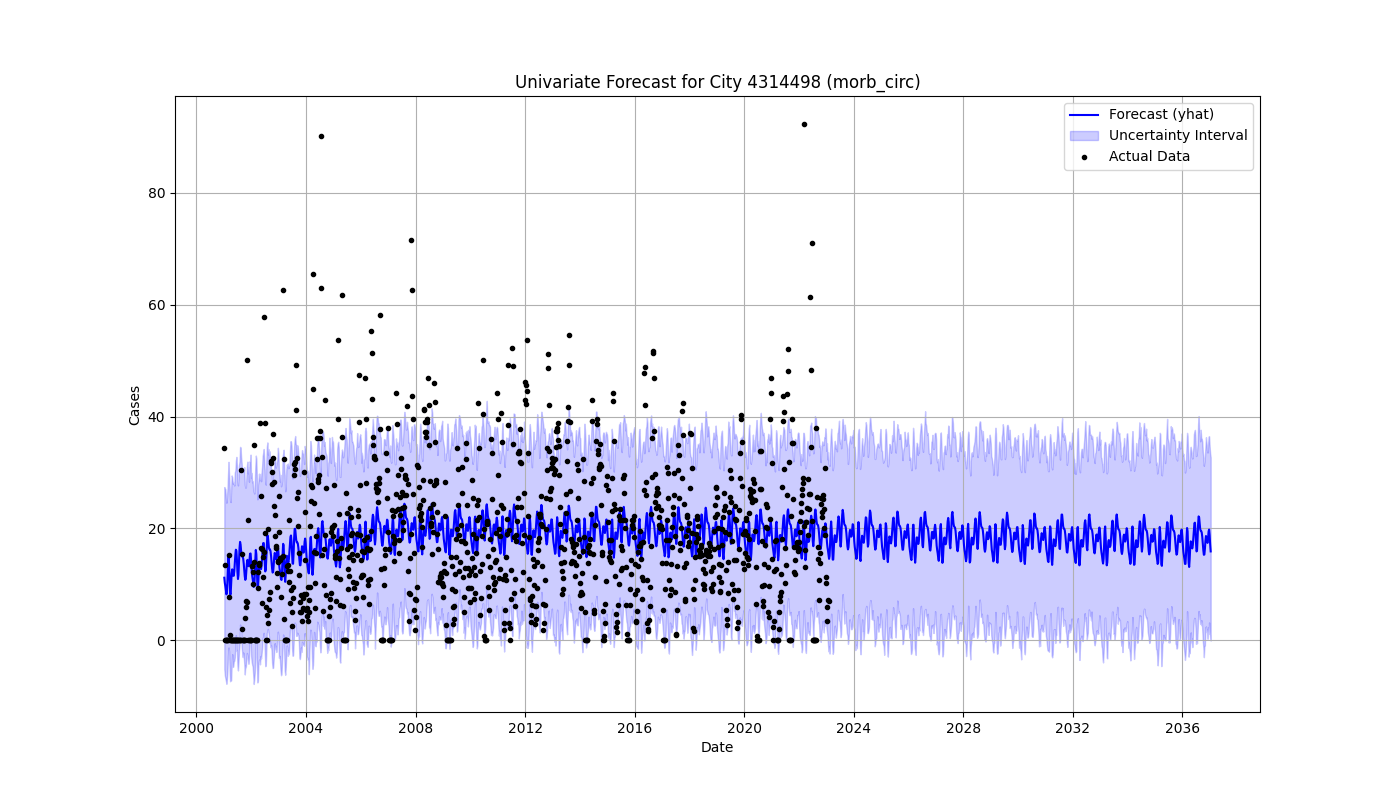 Univariate Forecast for City 4314498 (morb_circ)
Forecast (yhat)
Uncertainty Interval
Actual Data
80
60
40
20
0
Cases
2000 2004 2008 2012 2016 2020 2024 2028 2032 2036
Date